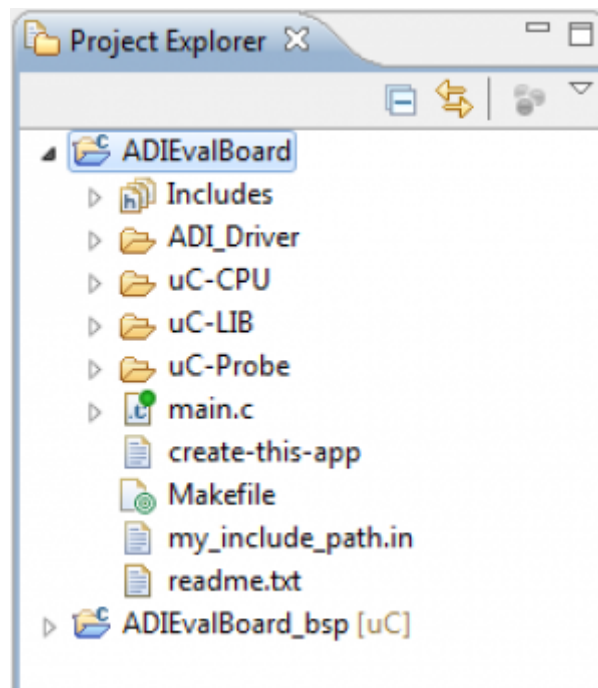 Project Explorer
ADIEvalBoard
Includes
ADI_Driver
uC-CPU
uC-LIB
uC-Probe
main.c
create-this-app
Makefile
my_include_path.in
readme.txt
ADIEvalBoard_bsp [uC]